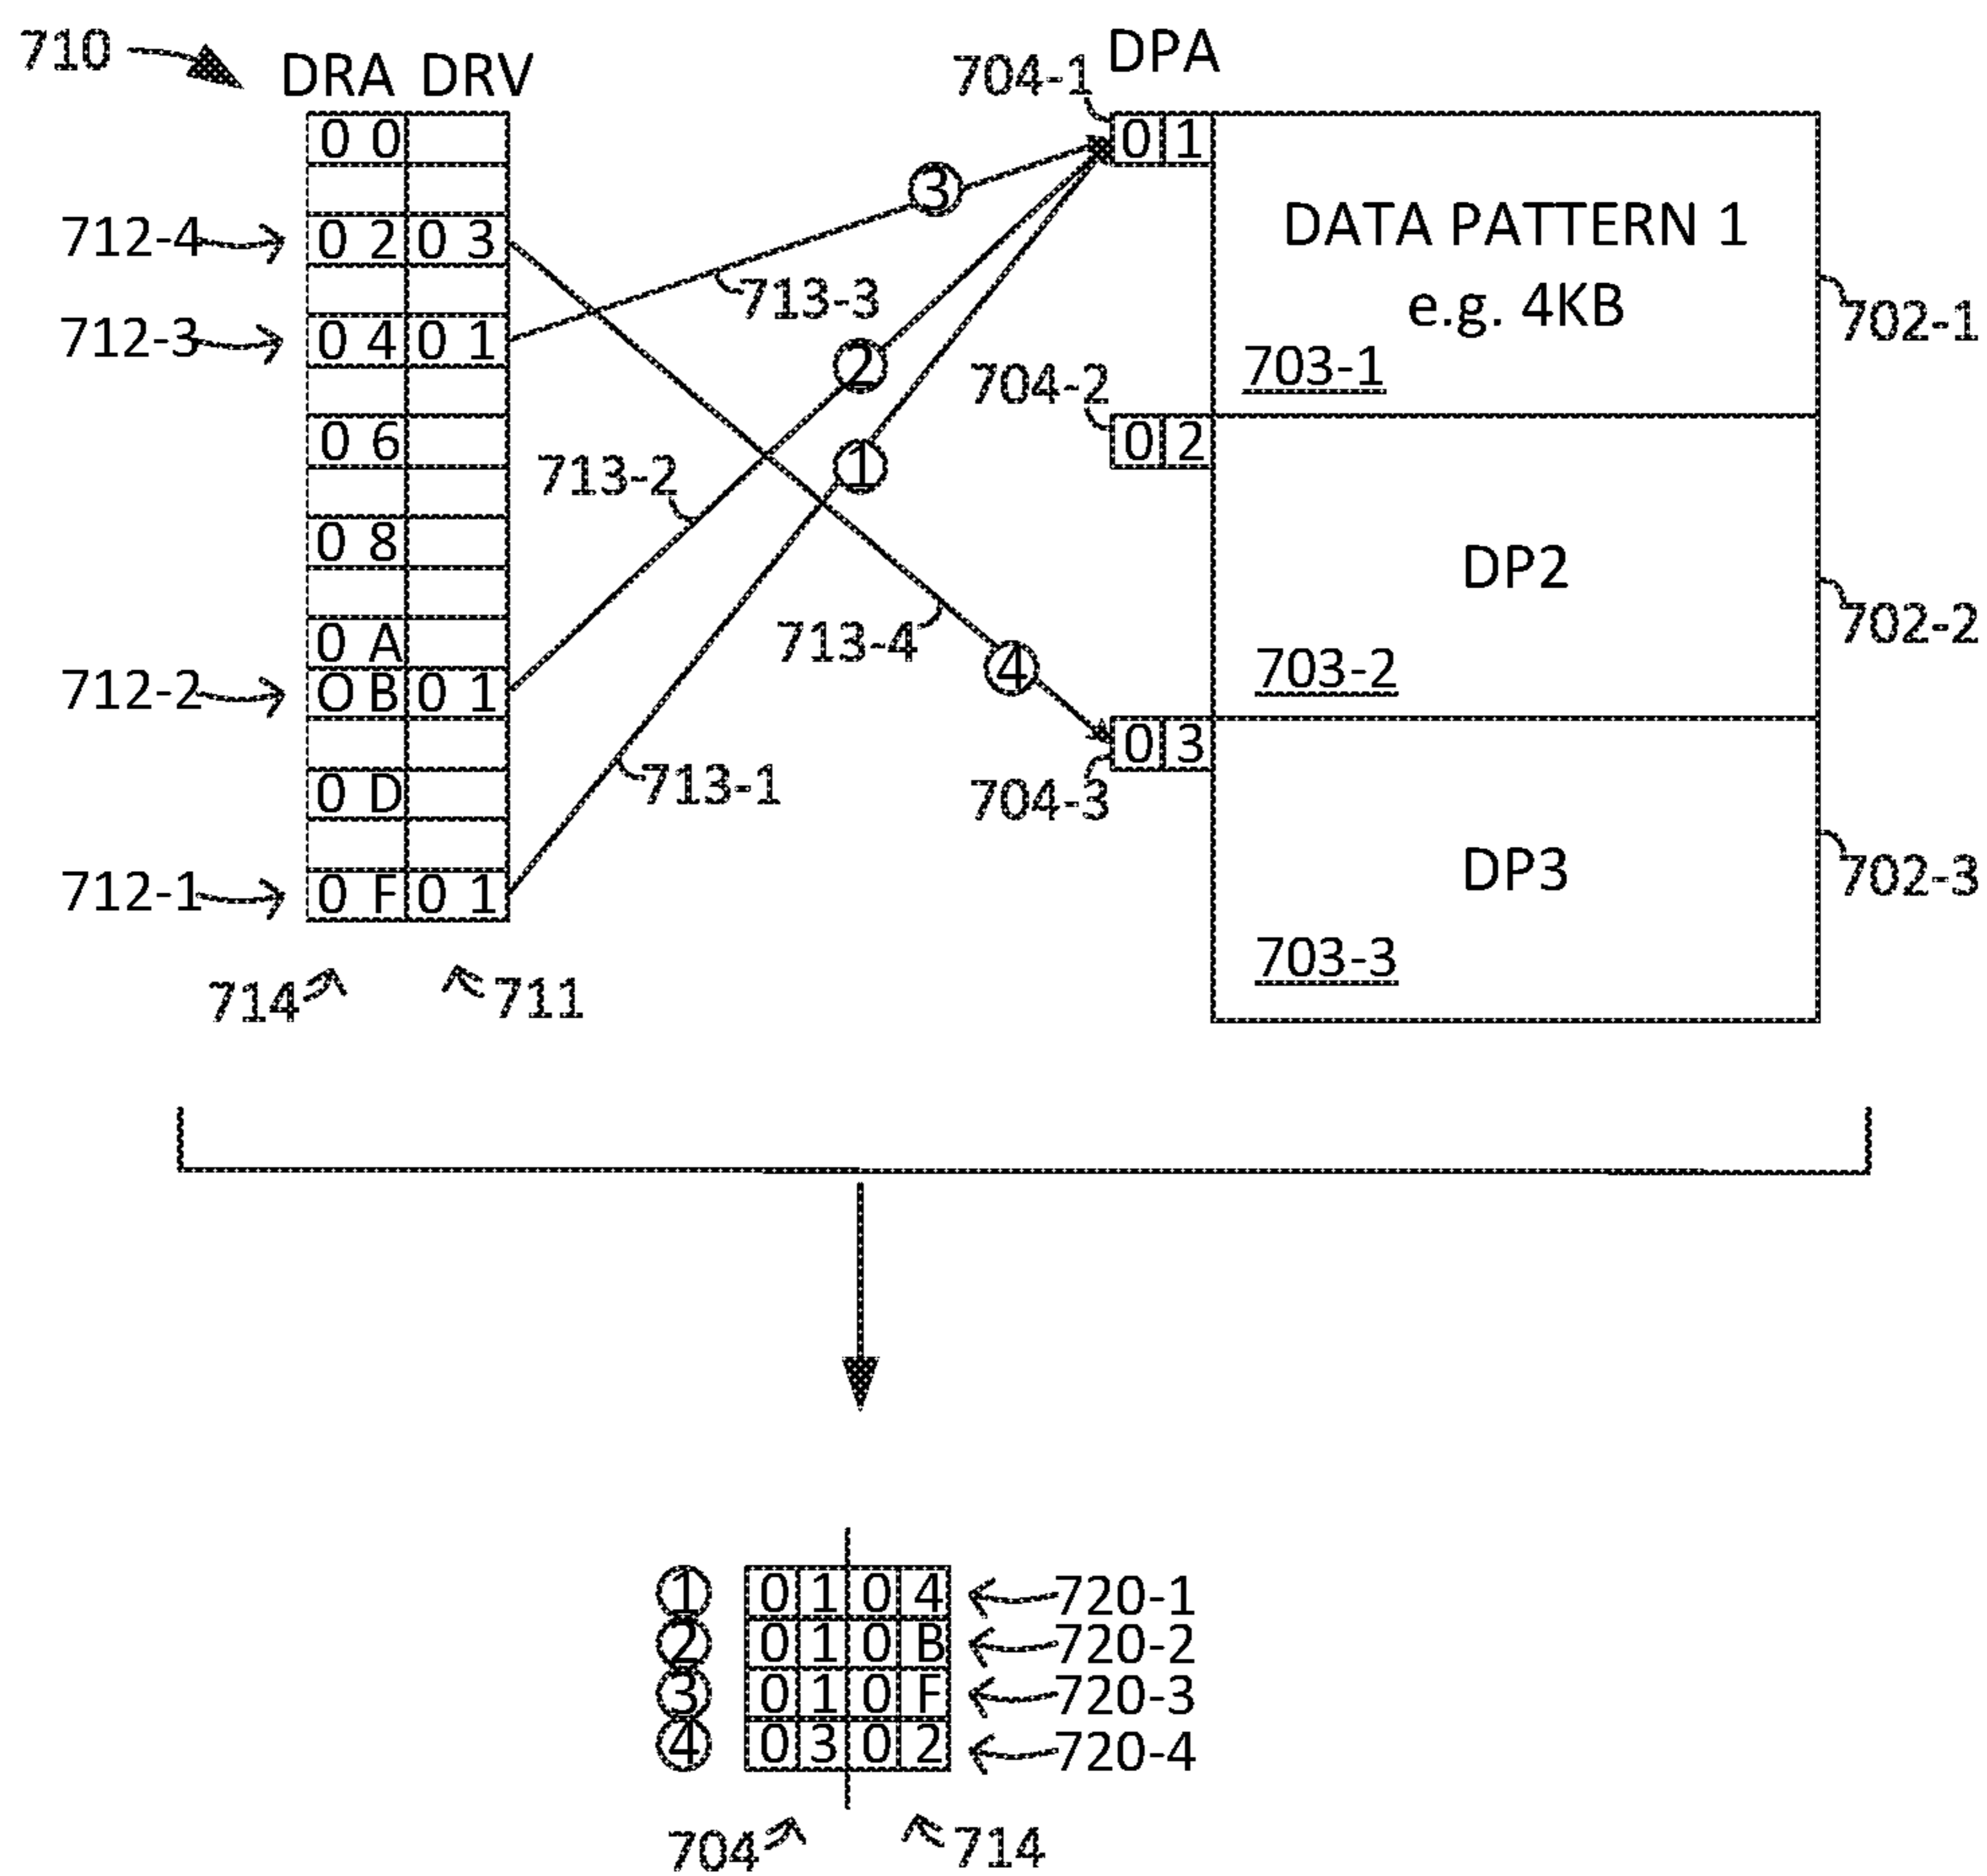 710
DRA DRV
DPA
704-1
0 0
0 1
712-4
0 2 0 3
DATA PATTERN 1
e.g. 4KB
703-1
702-1
3
713-3
712-3
0 4 0 1
2
704-2
0 2
0 6
713-2
1
0 8
DP2
703-2
702-2
0 A
713-4
4
712-2
O B 0 1
0 3
704-3
713-1
0 D
DP3
703-3
702-3
712-1
0 F 0 1
714
711
1 0 1 0 4 720-1
2 0 1 0 B 720-2
3 0 1 0 F 720-3
4 0 3 0 2 720-4
704
714